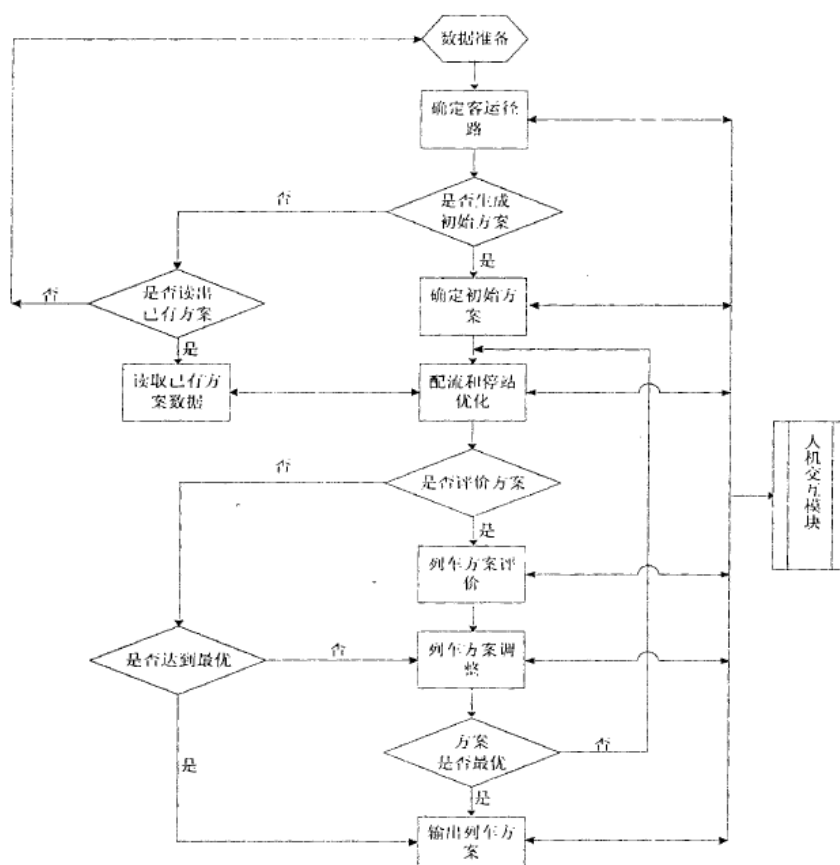 数据准备
确定客运径
路
否
是否生成
初始方案
是
否
是否读出
已有方案
确定初始方案
是
读取已有方
案数据
配流和停站
优化
否
是否评价方案
是
列车方案评
价
人机交互模块
是否达到最优
否
列车方案调
整
方案
是否最优
否
是
是
输出列车方
案